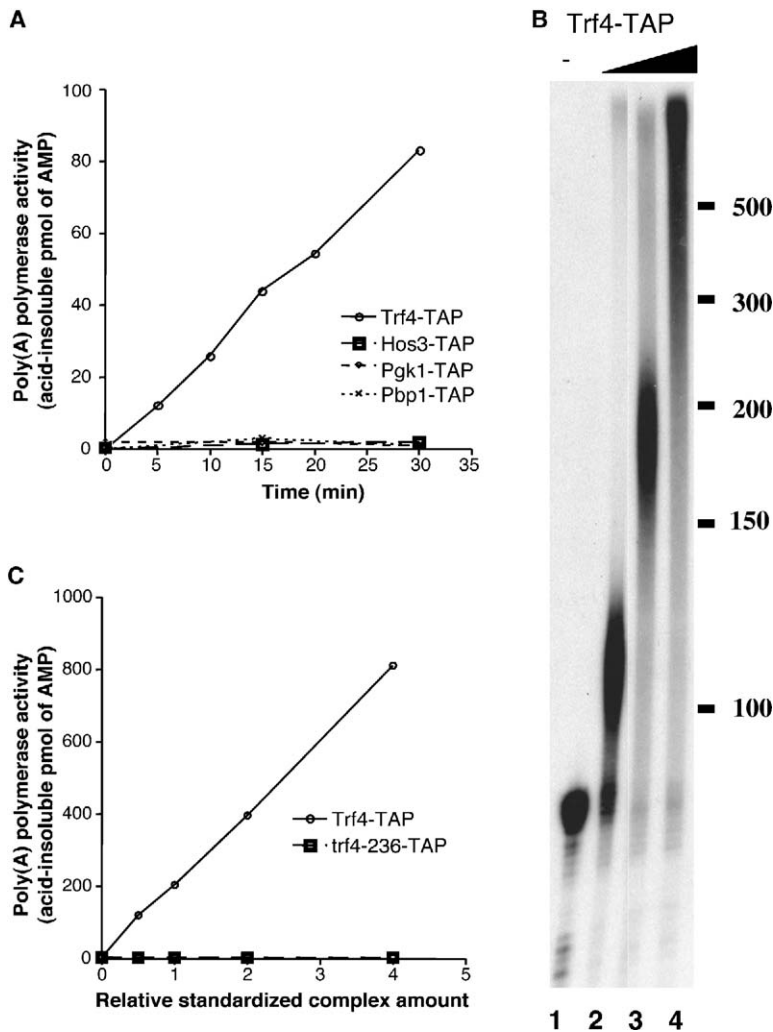 A
Poly(A) polymerase activity
(acid-insoluble pmol of AMP)
100
80
60
40
20
0
0 5 10 15 20 25 30 35
Time (min)
Trf4-TAP
Hos3-TAP
Pgk1-TAP
Pbp1-TAP
B
Trf4-TAP
-
500
300
200
150
100
1 2 3 4
C
Poly(A) polymerase activity
(acid-insoluble pmol of AMP)
1000
800
600
400
200
0
0 1 2 3 4 5
Relative standardized complex amount
Trf4-TAP
trf4-236-TAP